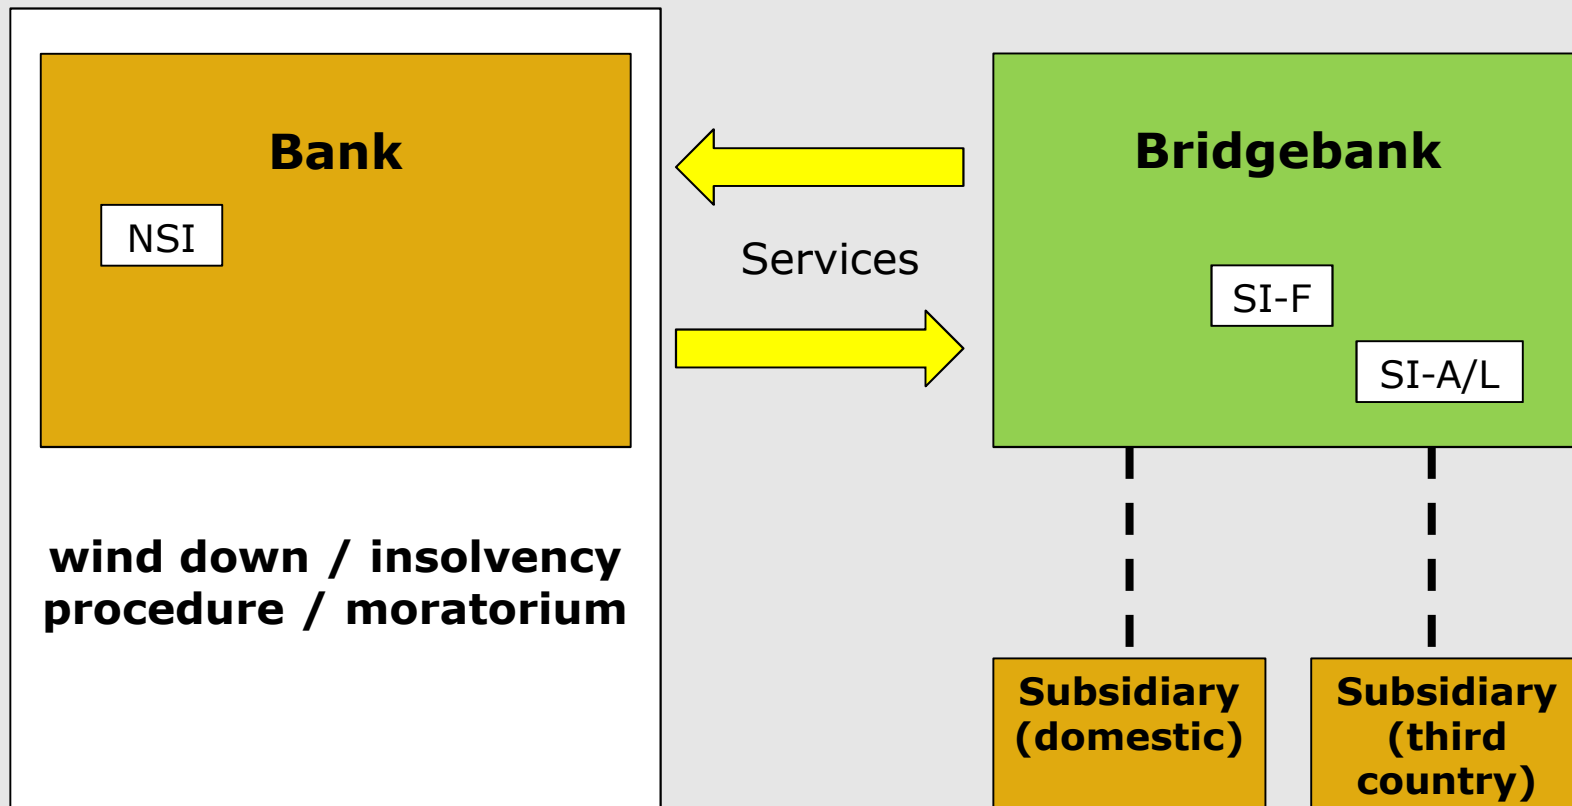 Bank
NSI
wind down / insolvency
procedure / moratorium
Services
Bridgebank
SI-F
SI-A/L
Subsidiary
(domestic)
Subsidiary
(third
country)